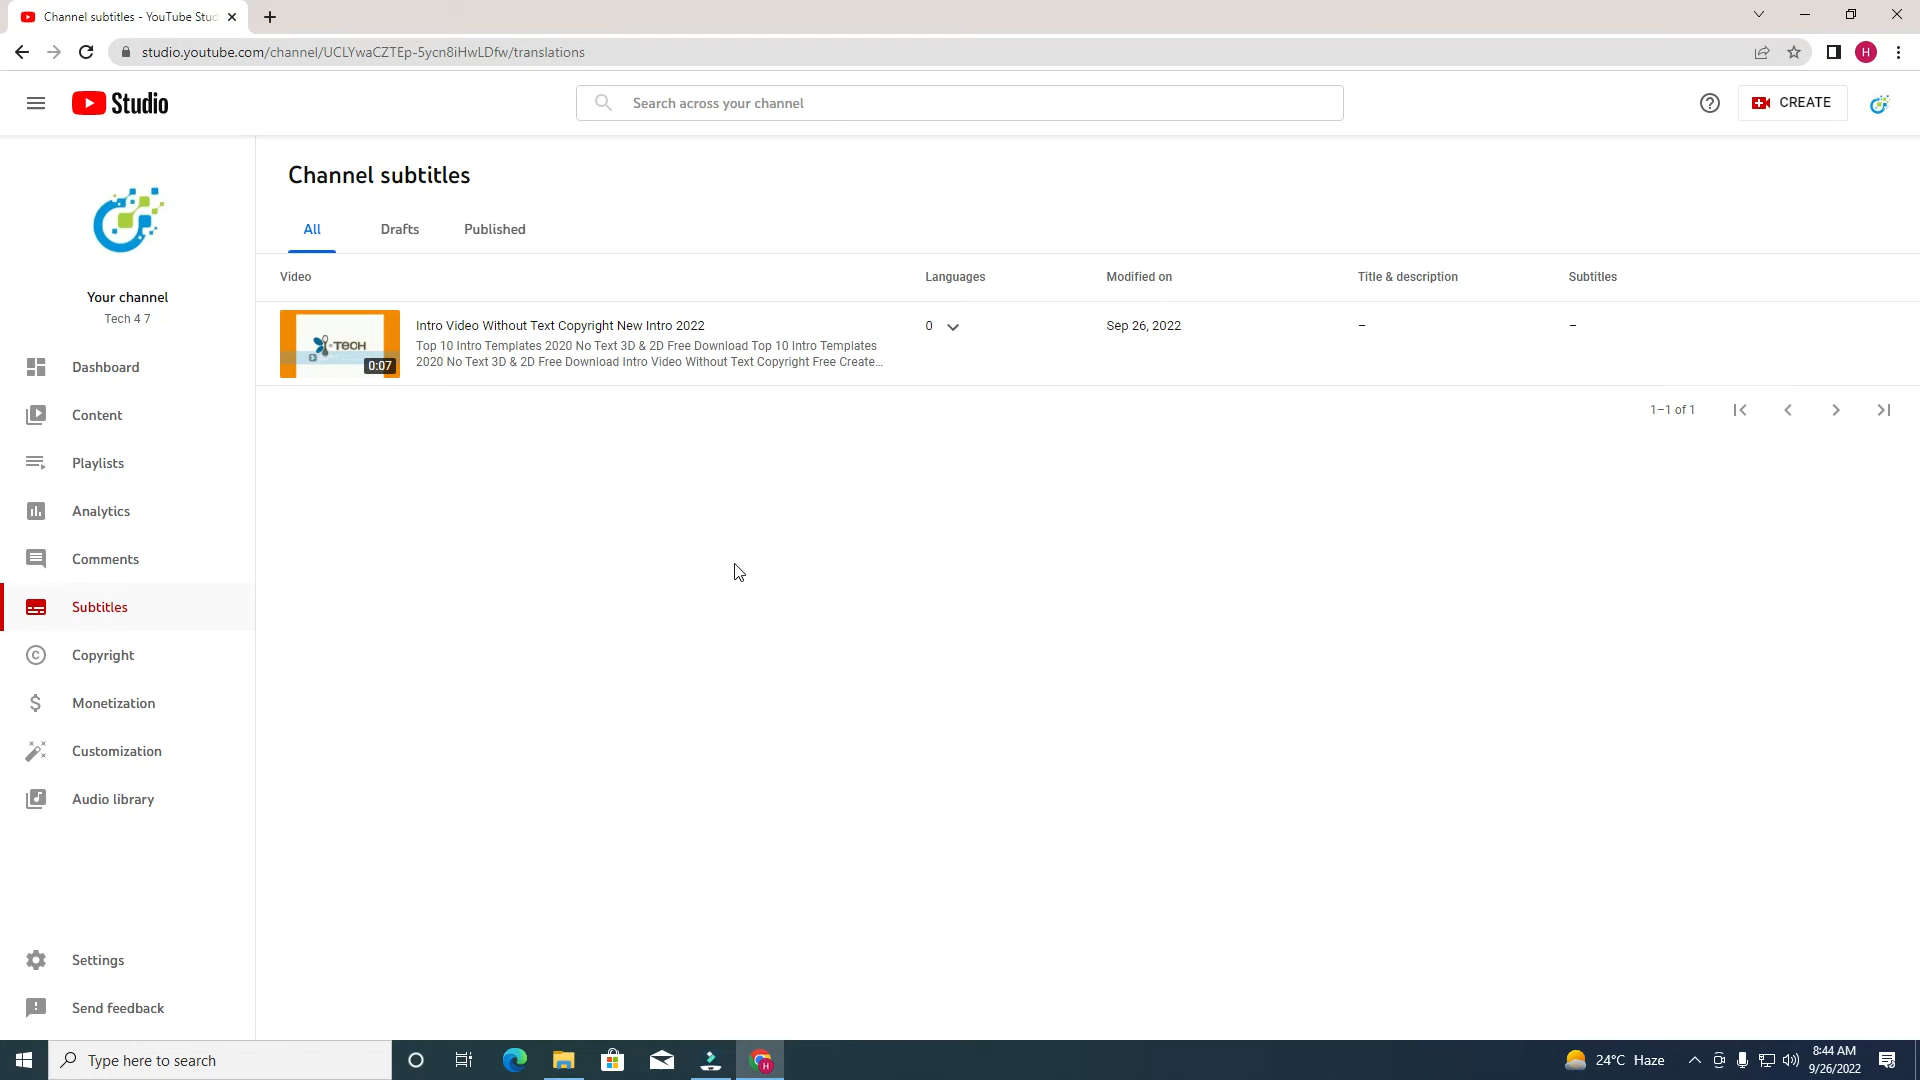 Channel subtitles - YouTube Stud
studio.youtube.com/channel/UCLYwaCZTEp-5ycn8iHwLDfw/translations
H
Studio
Search across your channel
CREATE
Your channel
Tech 4 7
Dashboard
Content
Playlists
Analytics
Comments
Subtitles
Copyright
Monetization
Customization
Audio library
Settings
Send feedback
Channel subtitles
All Drafts Published
Video Languages Modified on Title & description Subtitles
TECH
0:07
Intro Video Without Text Copyright New Intro 2022
Top 10 Intro Templates 2020 No Text 3D & 2D Free Download Top 10 Intro Templates
2020 No Text 3D & 2D Free Download Intro Video Without Text Copyright Free Create...
0 Sep 26, 2022 – –
1–1 of 1
Type here to search
H
24°C Haze
8:44 AM
9/26/2022